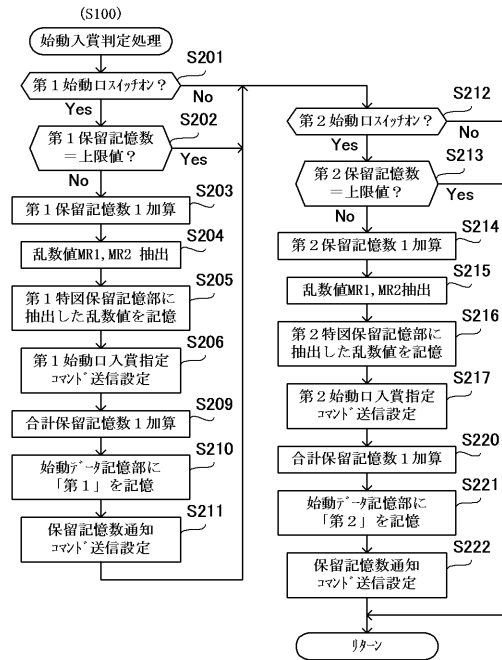 (S100)
始動入賞判定処理
S201
第1始動口スイッチオン?
No
Yes
S202
第1保留記憶数
=上限値?
Yes
No
S203
第1保留記憶数1加算
S204
乱数値MR1,MR2 抽出
S205
第1特図保留記憶部に
抽出した乱数値を記憶
S206
第1始動口入賞指定
コマンド送信設定
S209
合計保留記憶数1加算
S210
始動データ記憶部に
「第1」を記憶
S211
保留記憶数通知
コマンド送信設定
S212
第2始動口スイッチオン?
No
Yes
S213
第2保留記憶数
=上限値?
Yes
No
S214
第2保留記憶数1加算
S215
乱数値MR1,MR2抽出
S216
第2特図保留記憶部に
抽出した乱数値を記憶
S217
第2始動口入賞指定
コマンド送信設定
S220
合計保留記憶数1加算
S221
始動データ記憶部に
「第2」を記憶
S222
保留記憶数通知
コマンド送信設定
リターン